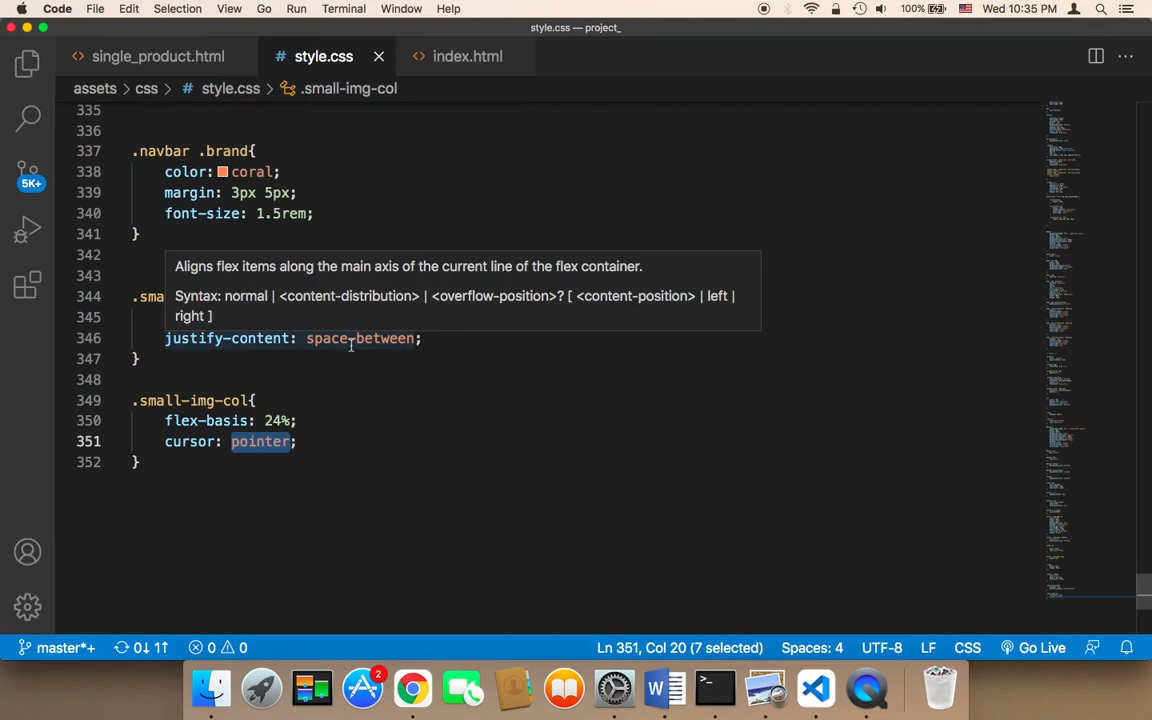 Code File Edit Selection View Go Run Terminal Window Help 100% Wed 10:35 PM
style.css — project_
single_product.html # style.css index.html
assets > css > # style.css > .small-img-col
335
336
337 .navbar .brand{
338 color: coral;
339 margin: 3px 5px;
340 font-size: 1.5rem;
341 }
342
Aligns flex items along the main axis of the current line of the flex container.
343
344 .sma
Syntax: normal | <content-distribution> | <overflow-position>? [ <content-position> | left |
345
right ]
346 justify-content: space-between;
347 }
348
349 .small-img-col{
350 flex-basis: 24%;
351 cursor: pointer;
352 }
5K+
master*+ 0↓ 1↑ 0 0 Ln 351, Col 20 (7 selected) Spaces: 4 UTF-8 LF CSS Go Live
2